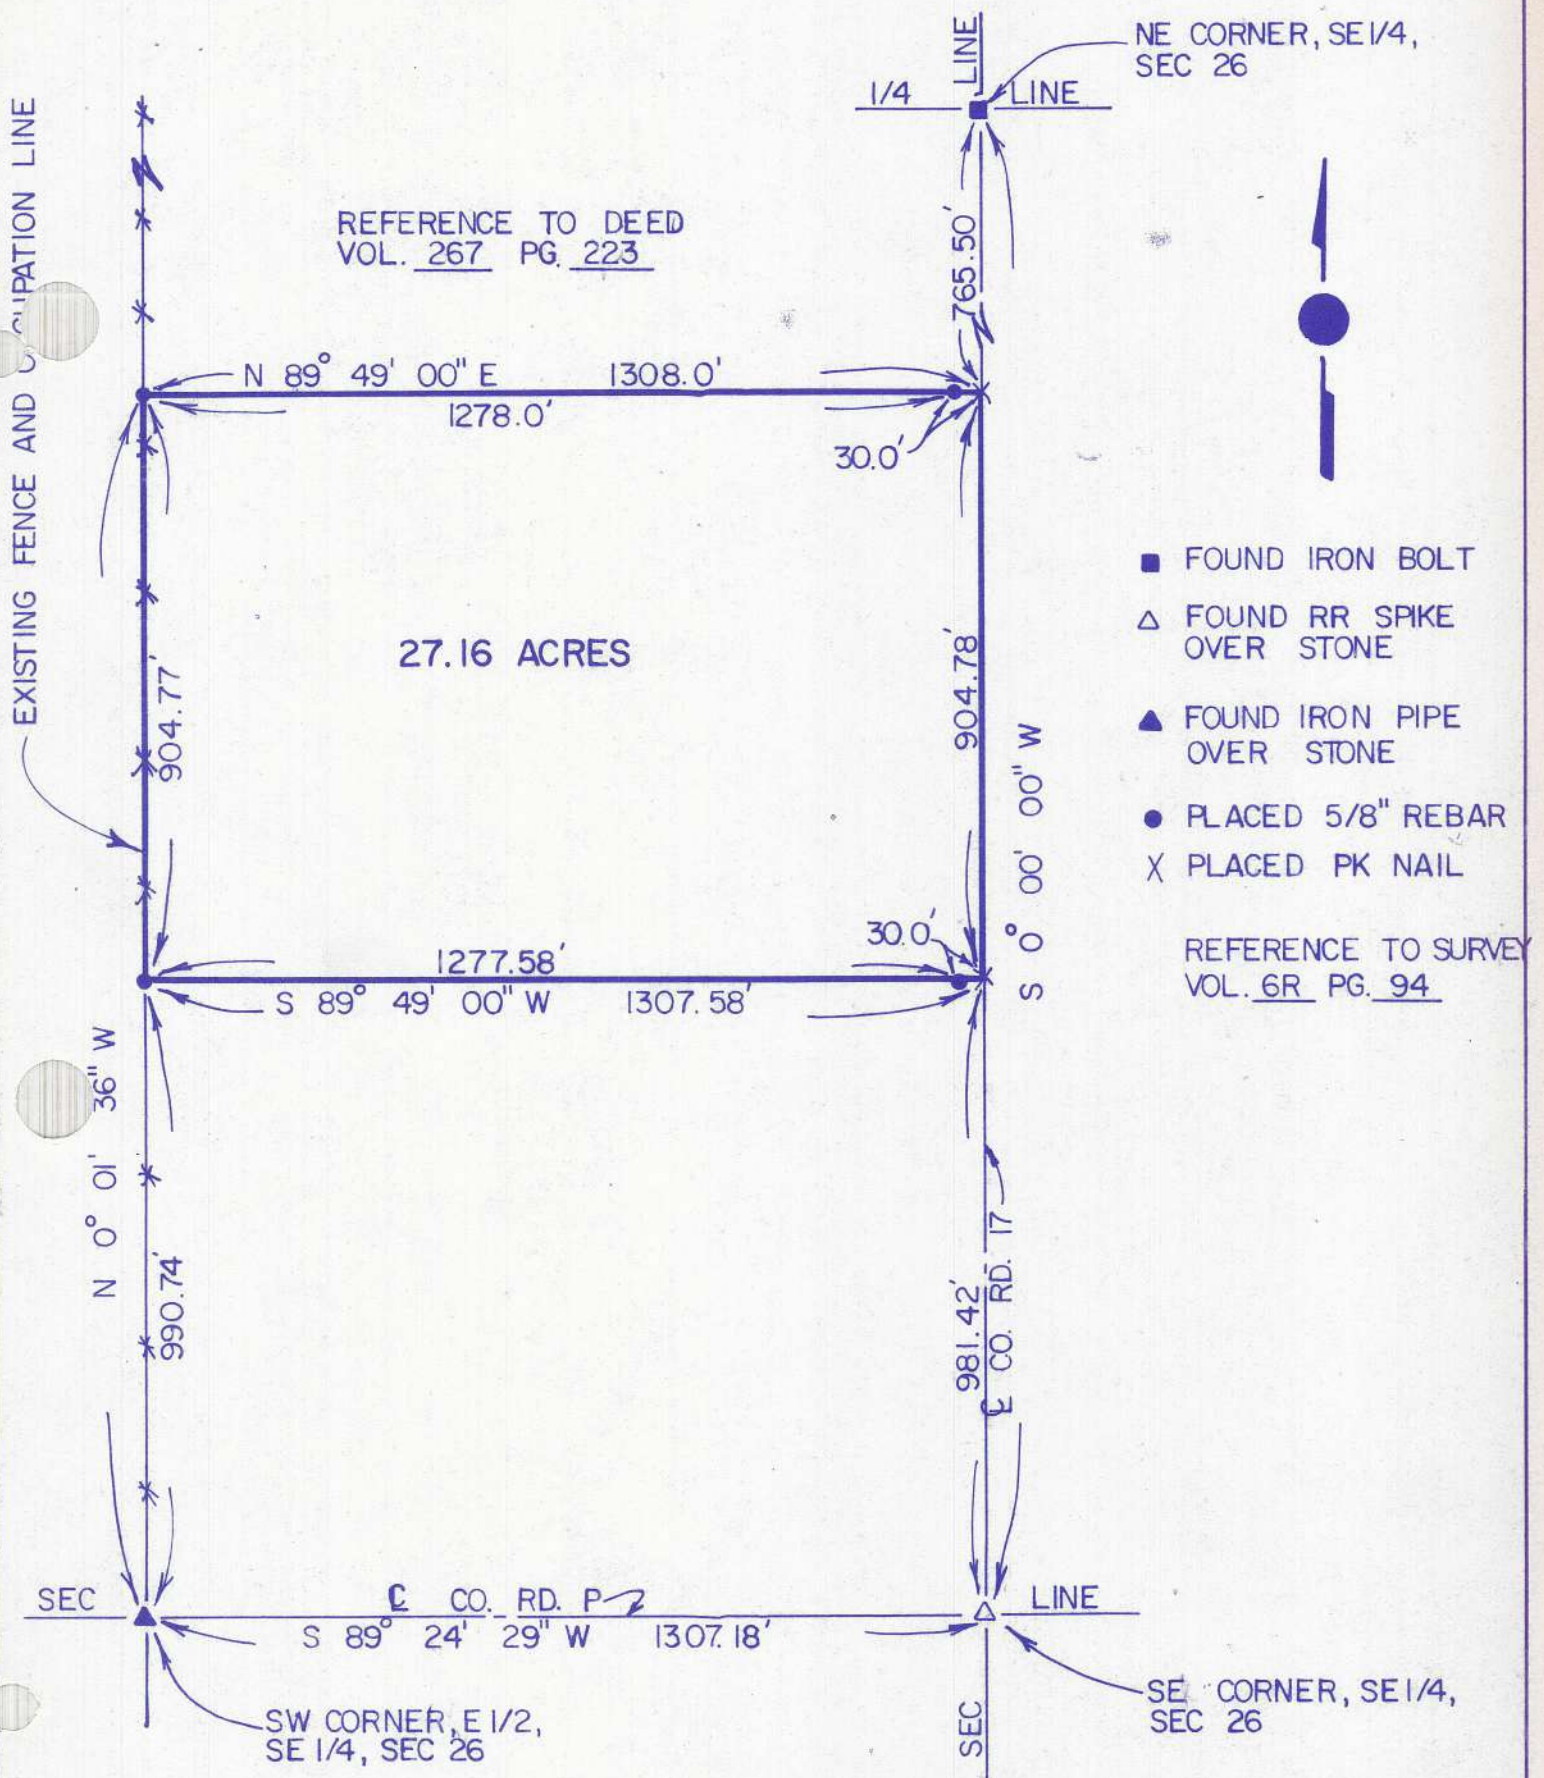 NE CORNER, SE 1/4,
SEC 26
LINE
1/4 LINE
EXISTING FENCE AND OCCUPATION LINE
REFERENCE TO DEED
VOL. 267 PG. 223
765.50'
N 89° 49' 00" E 1308.0'
1278.0'
30.0'
27.16 ACRES
904.77'
904.78'
S 0° 00' 00" W
■ FOUND IRON BOLT
△ FOUND RR SPIKE
OVER STONE
▲ FOUND IRON PIPE
OVER STONE
● PLACED 5/8" REBAR
X PLACED PK NAIL
REFERENCE TO SURVEY
VOL. 6R PG. 94
30.0'
1277.58'
S 89° 49' 00" W 1307.58'
N 0° 01' 36" W
990.74'
981.42'
℄ CO. RD. 17
SEC ℄ CO. RD. P LINE
S 89° 24' 29" W 1307.18'
SW CORNER, E 1/2,
SE 1/4, SEC 26
SEC
SE CORNER, SE 1/4,
SEC 26